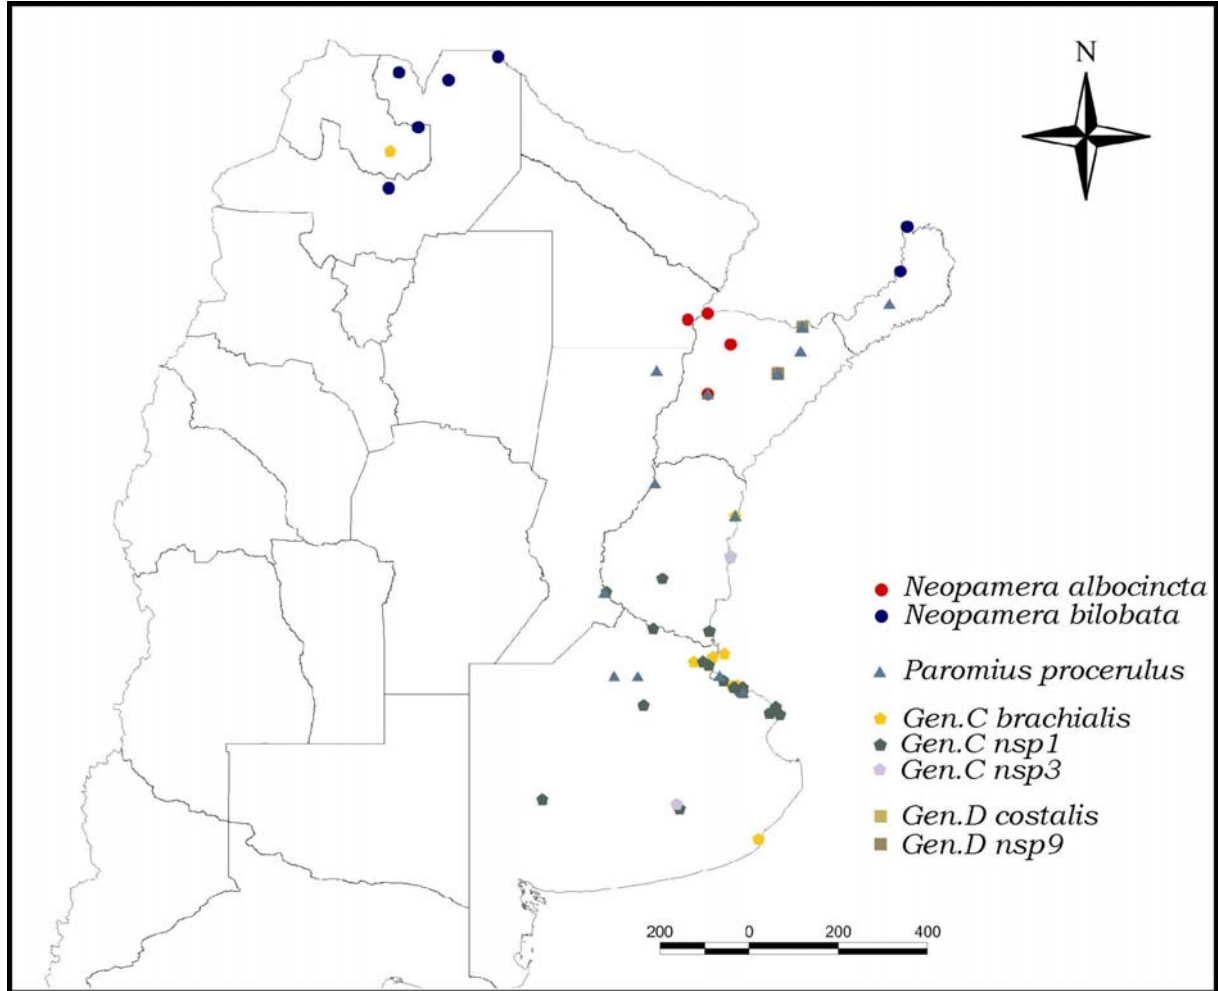 N
Neopamera albocincta
Neopamera bilobata
Paromius procerulus
Gen.C brachialis
Gen.C nsp1
Gen.C nsp3
Gen.D costalis
Gen.D nsp9
200 0 200 400